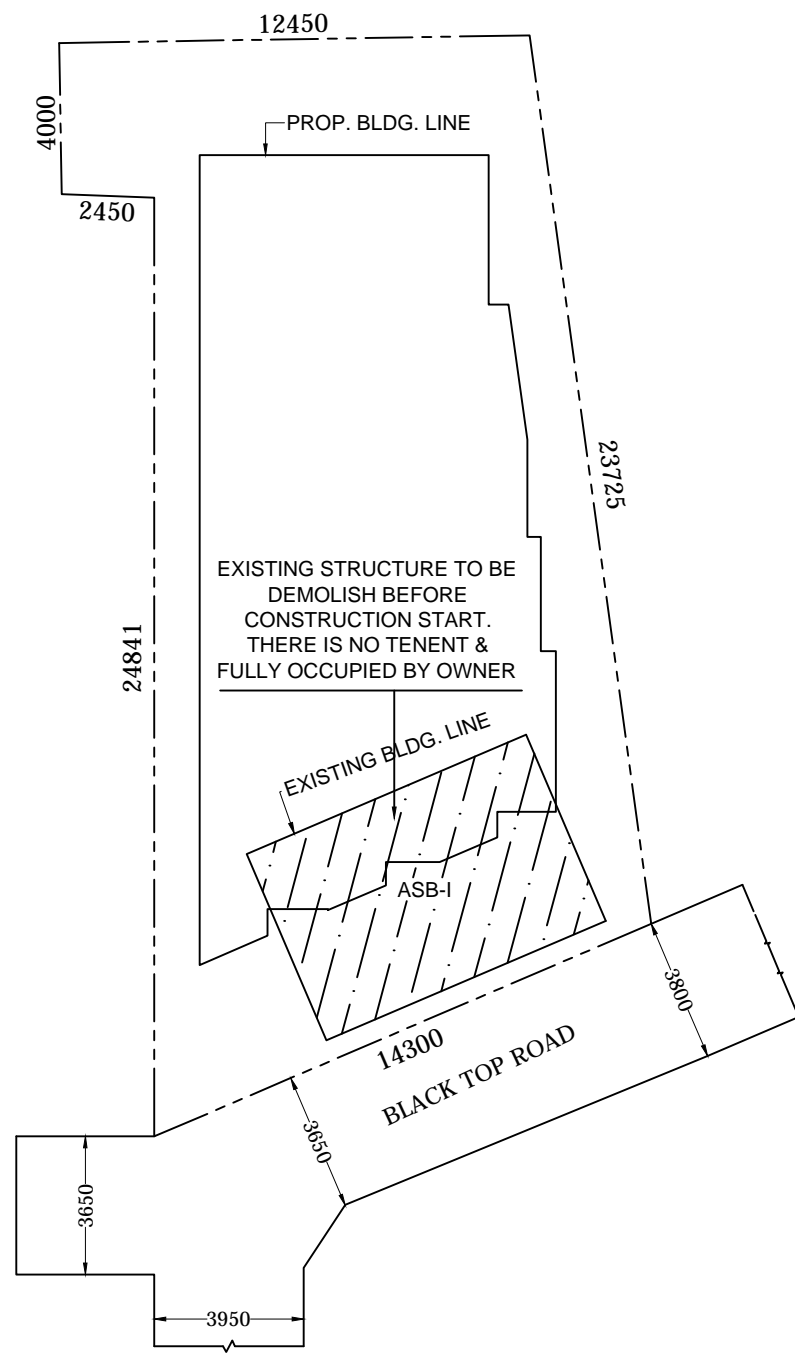 12450
4000
PROP. BLDG. LINE
2450
23725
EXISTING STRUCTURE TO BE
DEMOLISH BEFORE
CONSTRUCTION START.
THERE IS NO TENENT &
FULLY OCCUPIED BY OWNER
24841
EXISTING BLDG. LINE
ASB-I
3800
14300
BLACK TOP ROAD
3650
3650
3950